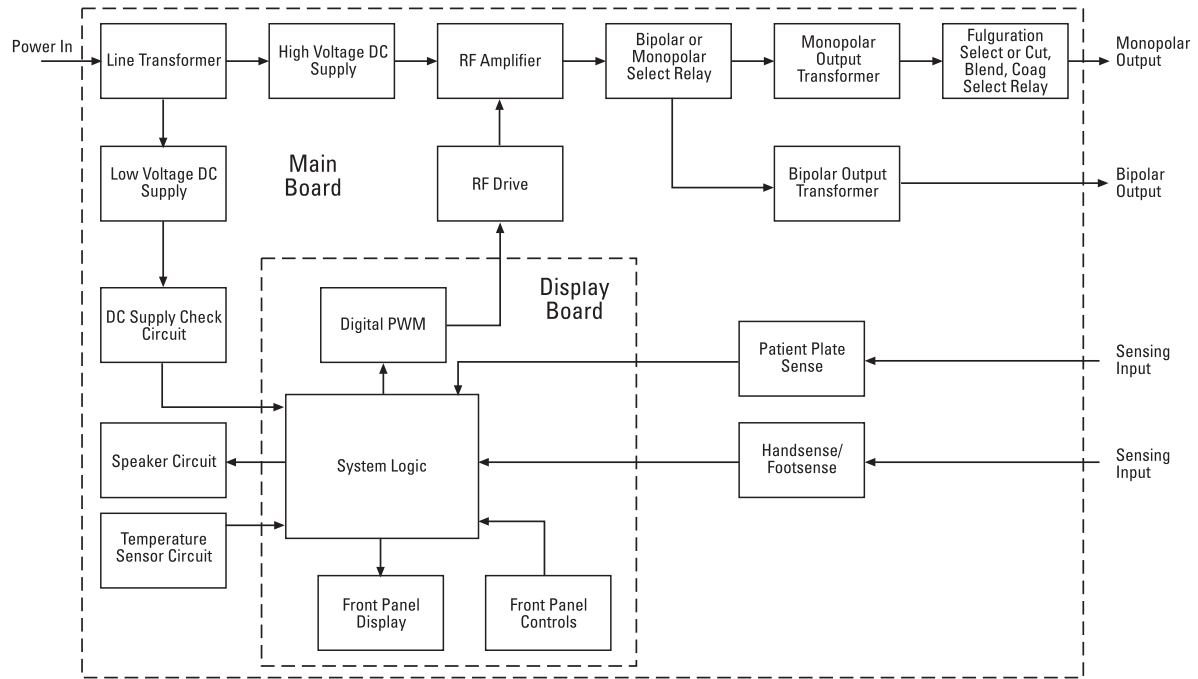 Power In
Line Transformer
High Voltage DC
Supply
RF Amplifier
Bipolar or
Monopolar
Select Relay
Monopolar
Output
Transformer
Fulguration
Select or Cut,
Blend, Coag
Select Relay
Monopolar
Output
Low Voltage DC
Supply
Main
Board
RF Drive
Bipolar Output
Transformer
Bipolar
Output
DC Supply Check
Circuit
Digital PWM
Display
Board
Patient Plate
Sense
Sensing
Input
Speaker Circuit
System Logic
Handsense/
Footsense
Sensing
Input
Temperature
Sensor Circuit
Front Panel
Display
Front Panel
Controls